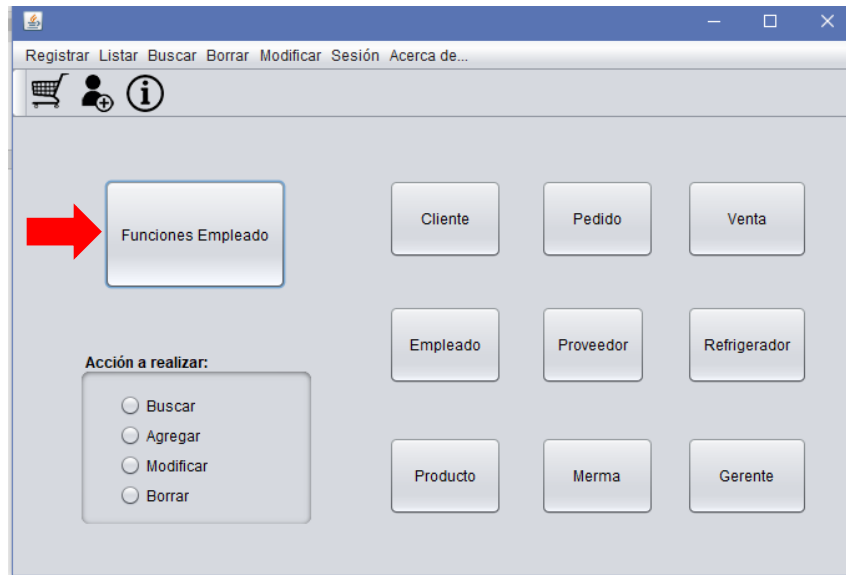 Registrar Listar Buscar Borrar Modificar Sesión Acerca de...
Funciones Empleado
Cliente Pedido Venta
Empleado Proveedor Refrigerador
Acción a realizar:
Buscar
Agregar
Modificar
Borrar
Producto Merma Gerente